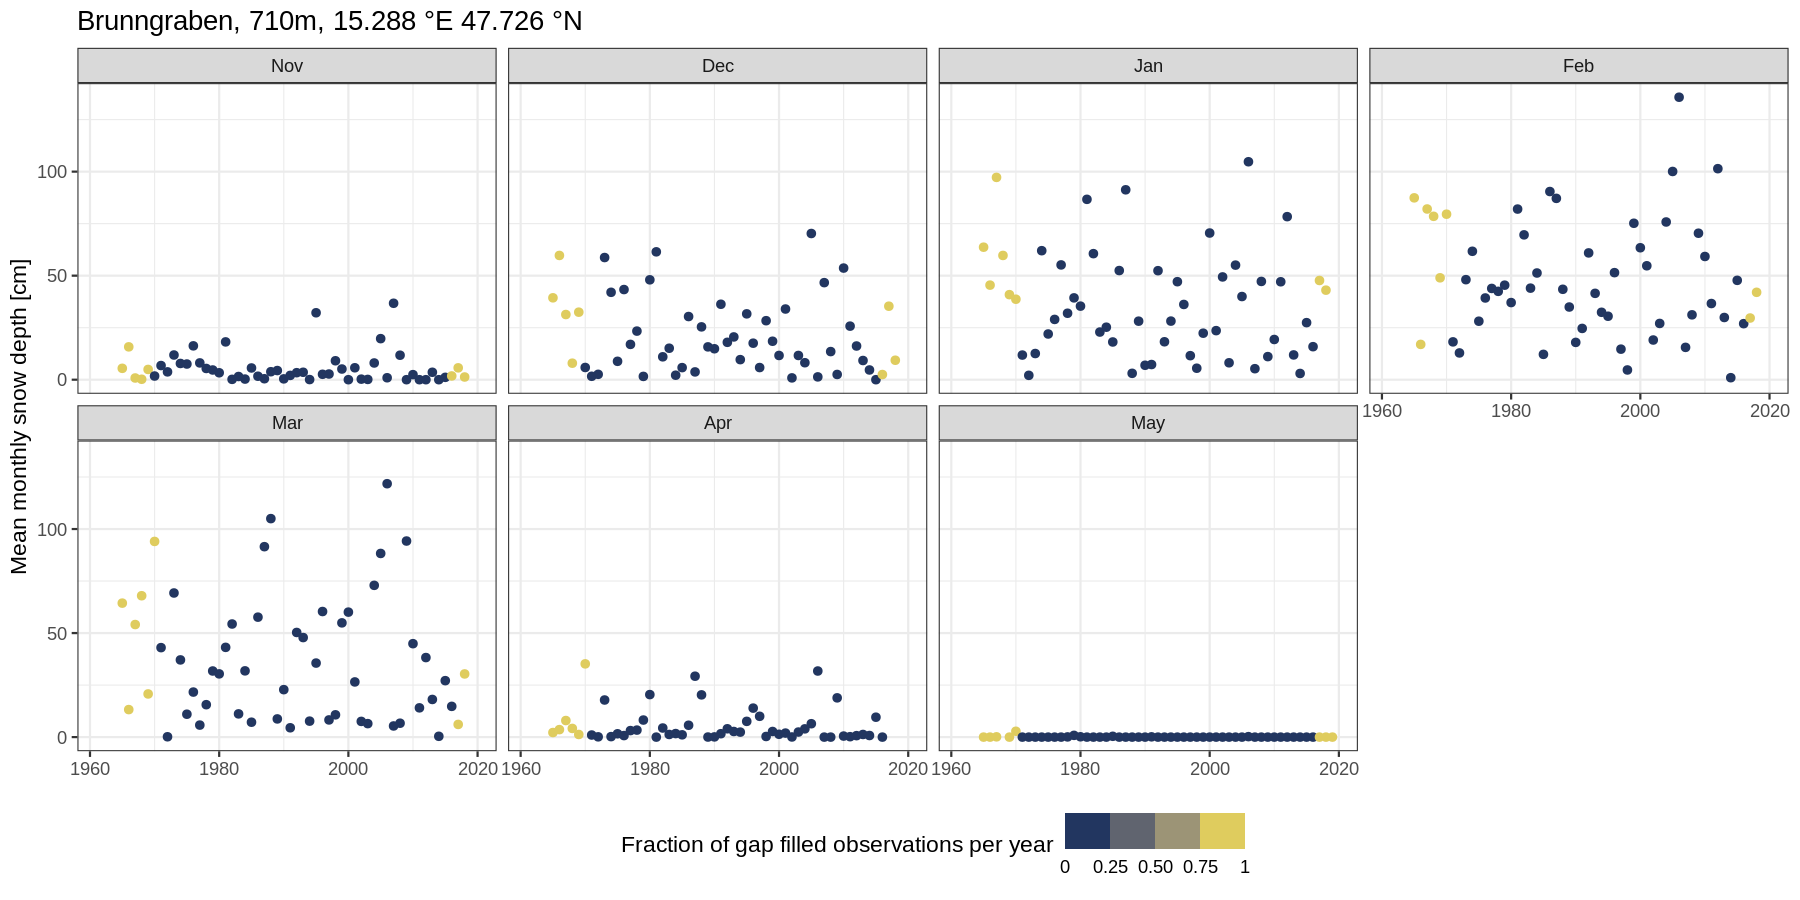 Brunngraben, 710m, 15.288 °E 47.726 °N
Nov Dec Jan Feb
100
50
0
1960 1980 2000 2020
Mean monthly snow depth [cm]
Mar Apr May
100
50
0
1960 1980 2000 2020 1960 1980 2000 2020 1960 1980 2000 2020
Fraction of gap filled observations per year
0 0.25 0.50 0.75 1